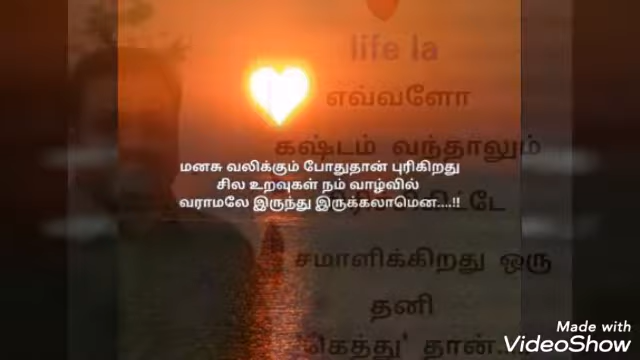 life la
எவ்வளோ
கஷ்டம் வந்தாலும்
மனசு வலிக்கும் போதுதான் புரிகிறது
சில உறவுகள் நம் வாழ்வில்
வராமலே இருந்து இருக்கலாமென....!!
சமாளிக்கிறது ஒரு
தனி
'கெத்து' தான்..
Made with
VideoShow